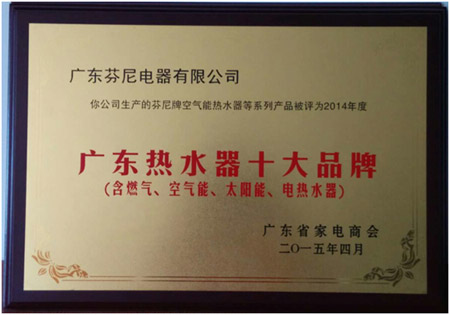 广东芬尼电器有限公司
你公司生产的芬尼牌空气能热水器等系列产品被评为2014年度
广东热水器十大品牌
(含燃气、空气能、太阳能、电热水器)
广东省家电商会
二〇一五年四月